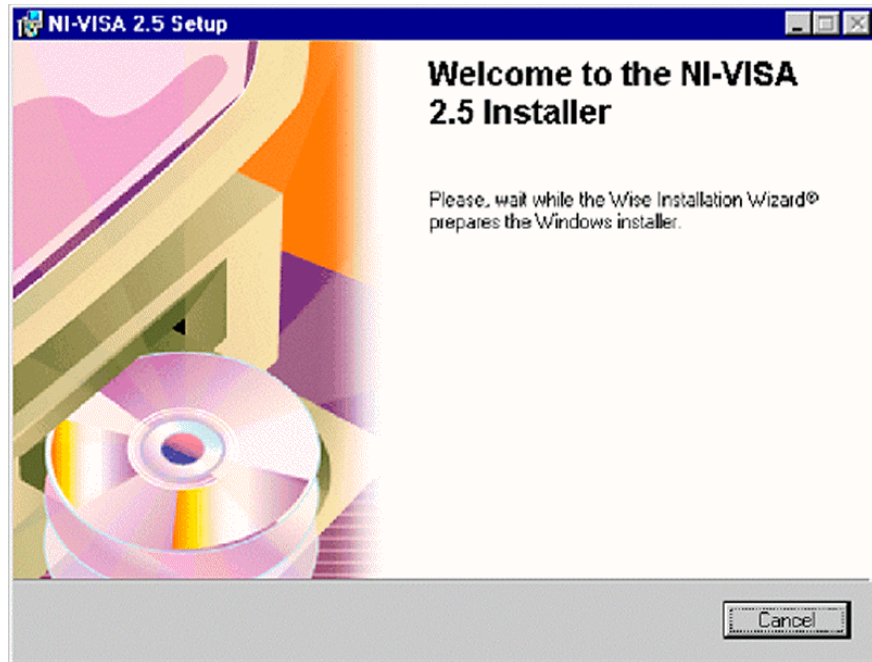 NI-VISA 2.5 Setup
Welcome to the NI-VISA
2.5 Installer
Please, wait while the Wise Installation Wizard®
prepares the Windows installer.
Cancel